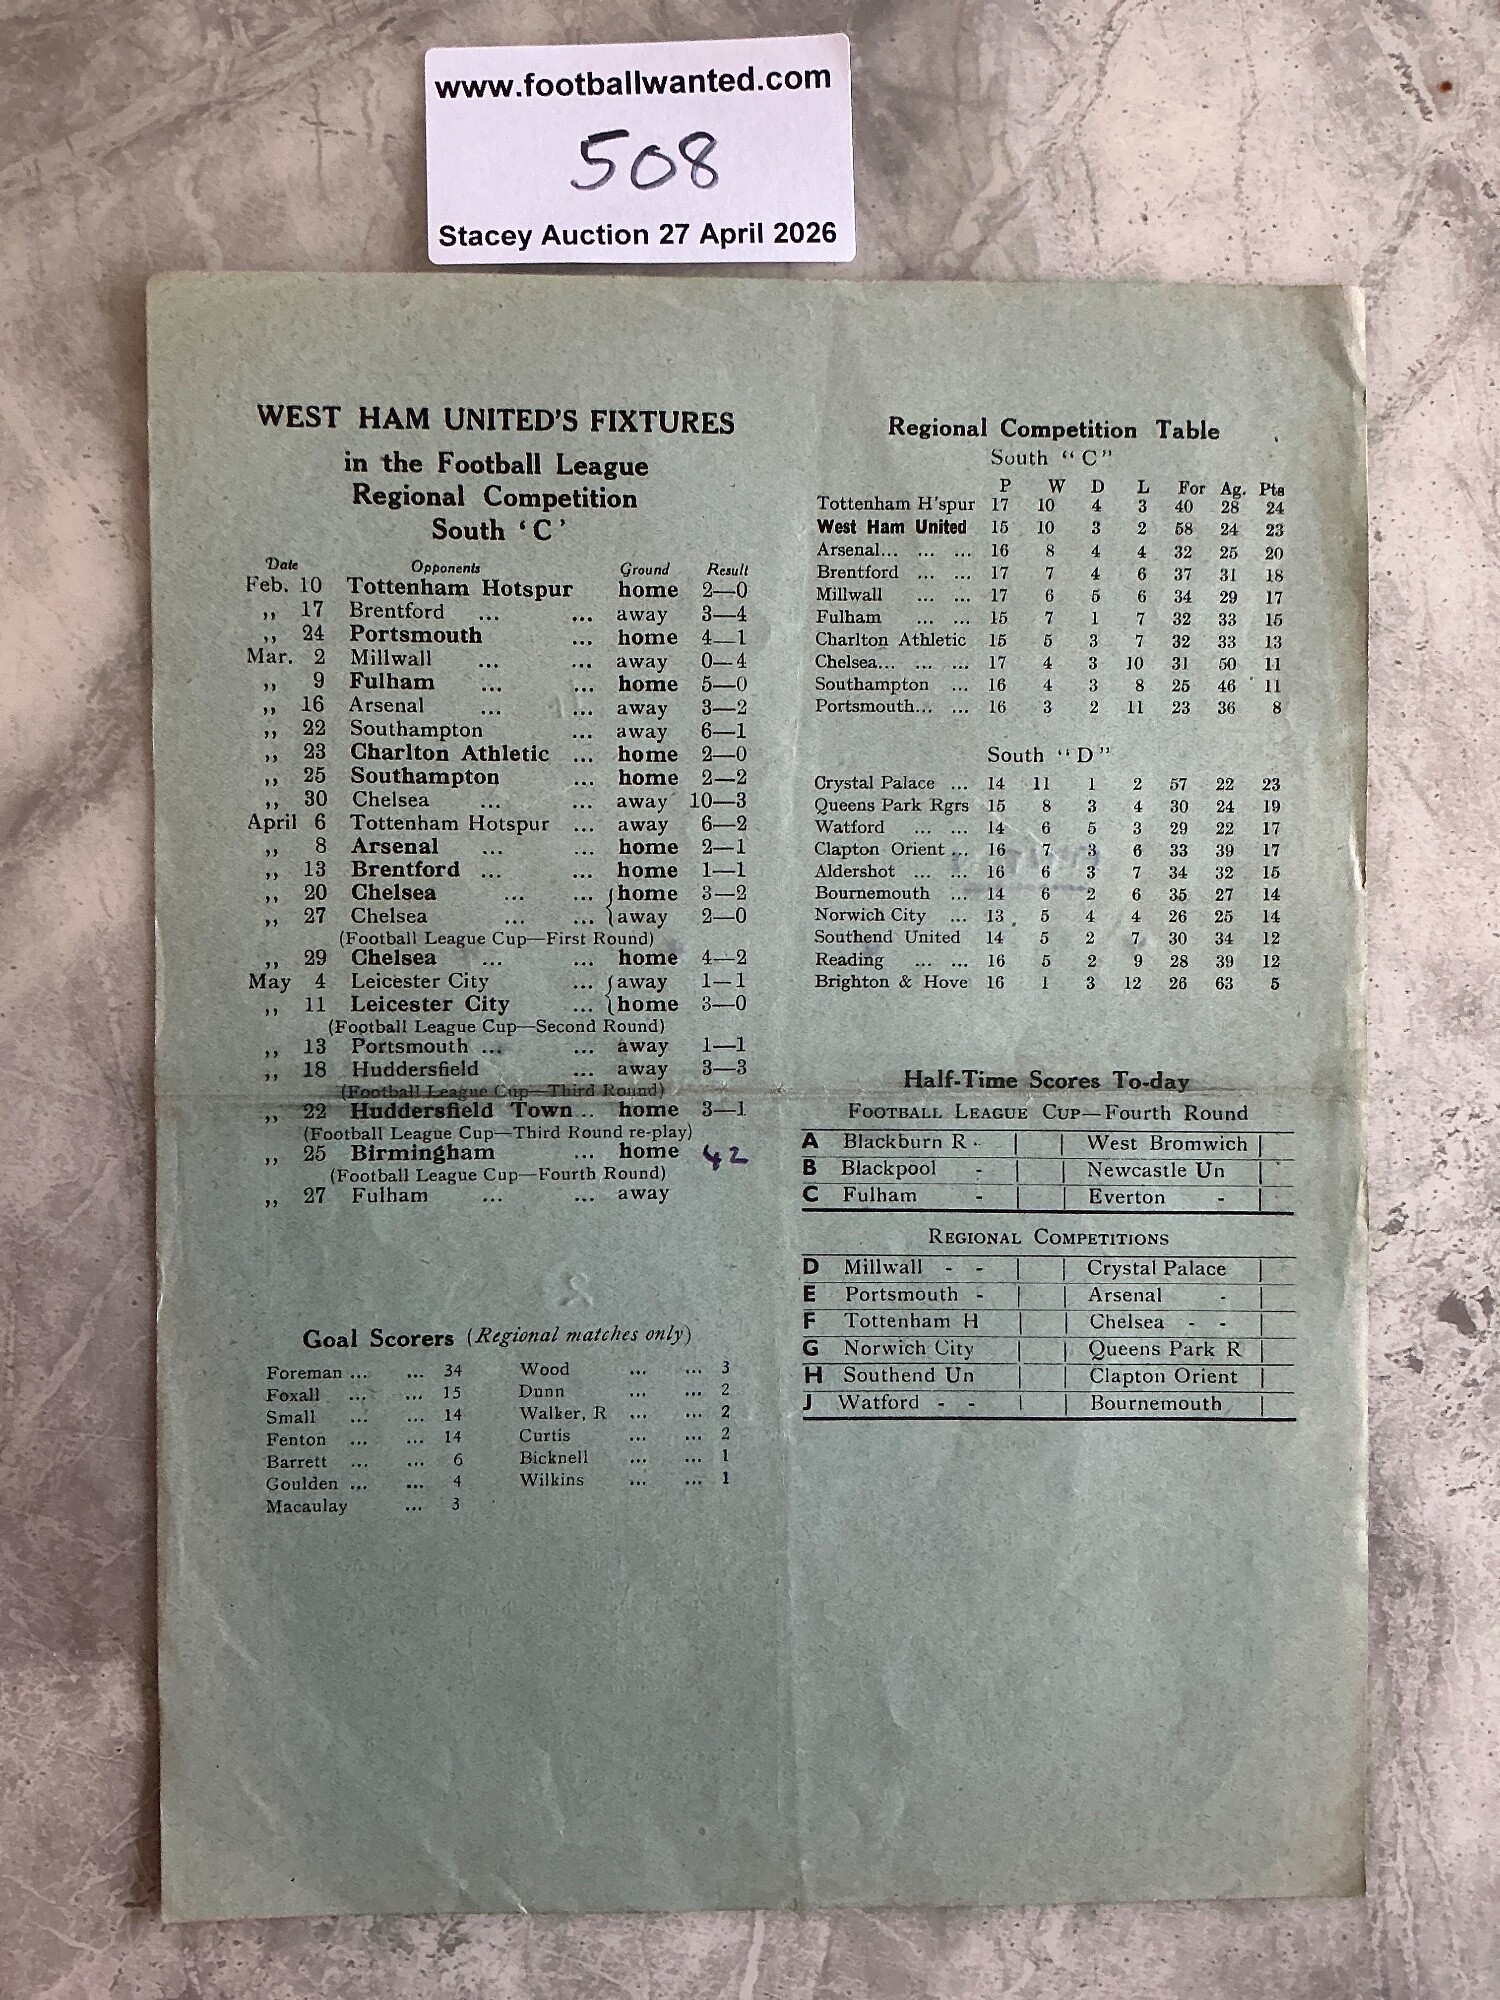 www.footballwanted.com
508
Stacey Auction 27 April 2026
WEST HAM UNITED'S FIXTURES
in the Football League
Regional Competition
South 'C'
Date Opponents Ground Result
Feb. 10 Tottenham Hotspur home 2—0
,, 17 Brentford ... ... away 3—4
,, 24 Portsmouth ... home 4—1
Mar. 2 Millwall ... ... away 0—4
,, 9 Fulham ... ... home 5—0
,, 16 Arsenal ... ... away 3—2
,, 22 Southampton ... away 6—1
,, 23 Charlton Athletic ... home 2—0
,, 25 Southampton ... home 2—2
,, 30 Chelsea ... ... away 10—3
April 6 Tottenham Hotspur ... away 6—2
,, 8 Arsenal ... ... home 2—1
,, 13 Brentford ... ... home 1—1
,, 20 Chelsea ... ... home 3—2
,, 27 Chelsea ... ... away 2—0
(Football League Cup—First Round)
,, 29 Chelsea ... ... home 4—2
May 4 Leicester City ... away 1—1
,, 11 Leicester City ... home 3—0
(Football League Cup—Second Round)
,, 13 Portsmouth ... ... away 1—1
,, 18 Huddersfield ... away 3—3
(Football League Cup—Third Round)
,, 22 Huddersfield Town .. home 3—1
(Football League Cup—Third Round re-play)
,, 25 Birmingham ... home 42
(Football League Cup—Fourth Round)
,, 27 Fulham ... ... away
Goal Scorers (Regional matches only)
Foreman ... ... 34
Foxall ... ... 15
Small ... ... 14
Fenton ... ... 14
Barrett ... ... 6
Goulden ... ... 4
Macaulay ... 3
Wood ... ... 3
Dunn ... ... 2
Walker, R ... ... 2
Curtis ... ... 2
Bicknell ... ... 1
Wilkins ... ... 1
Regional Competition Table
South "C"
P W D L For Ag. Pts
Tottenham H'spur 17 10 4 3 40 28 24
West Ham United 15 10 3 2 58 24 23
Arsenal... ... ... 16 8 4 4 32 25 20
Brentford ... ... 17 7 4 6 37 31 18
Millwall ... ... 17 6 5 6 34 29 17
Fulham ... ... 15 7 1 7 32 33 15
Charlton Athletic 15 5 3 7 32 33 13
Chelsea... ... ... 17 4 3 10 31 50 11
Southampton ... 16 4 3 8 25 46 11
Portsmouth... ... 16 3 2 11 23 36 8
South "D"
Crystal Palace ... 14 11 1 2 57 22 23
Queens Park Rgrs 15 8 3 4 30 24 19
Watford ... ... 14 6 5 3 29 22 17
Clapton Orient ... 16 7 3 6 33 39 17
Aldershot ... ... 16 6 3 7 34 32 15
Bournemouth ... 14 6 2 6 35 27 14
Norwich City ... 13 5 4 4 26 25 14
Southend United 14 5 2 7 30 34 12
Reading ... ... 16 5 2 9 28 39 12
Brighton & Hove 16 1 3 12 26 63 5
Half-Time Scores To-day
FOOTBALL LEAGUE CUP—Fourth Round
A Blackburn R - West Bromwich
B Blackpool - Newcastle Un
C Fulham - Everton -
REGIONAL COMPETITIONS
D Millwall - - Crystal Palace
E Portsmouth - Arsenal -
F Tottenham H Chelsea - -
G Norwich City Queens Park R
H Southend Un Clapton Orient
J Watford - - Bournemouth